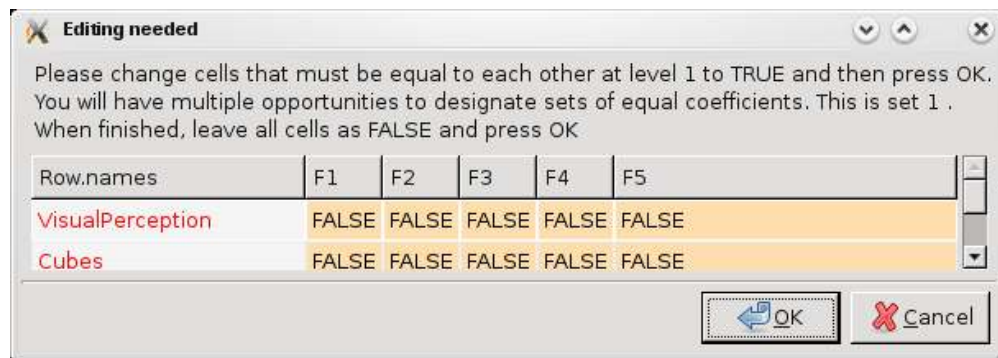 Editing needed
Please change cells that must be equal to each other at level 1 to TRUE and then press OK.
You will have multiple opportunities to designate sets of equal coefficients. This is set 1 .
When finished, leave all cells as FALSE and press OK
Row.names F1 F2 F3 F4 F5
VisualPerception FALSE FALSE FALSE FALSE FALSE
Cubes FALSE FALSE FALSE FALSE FALSE
OK Cancel